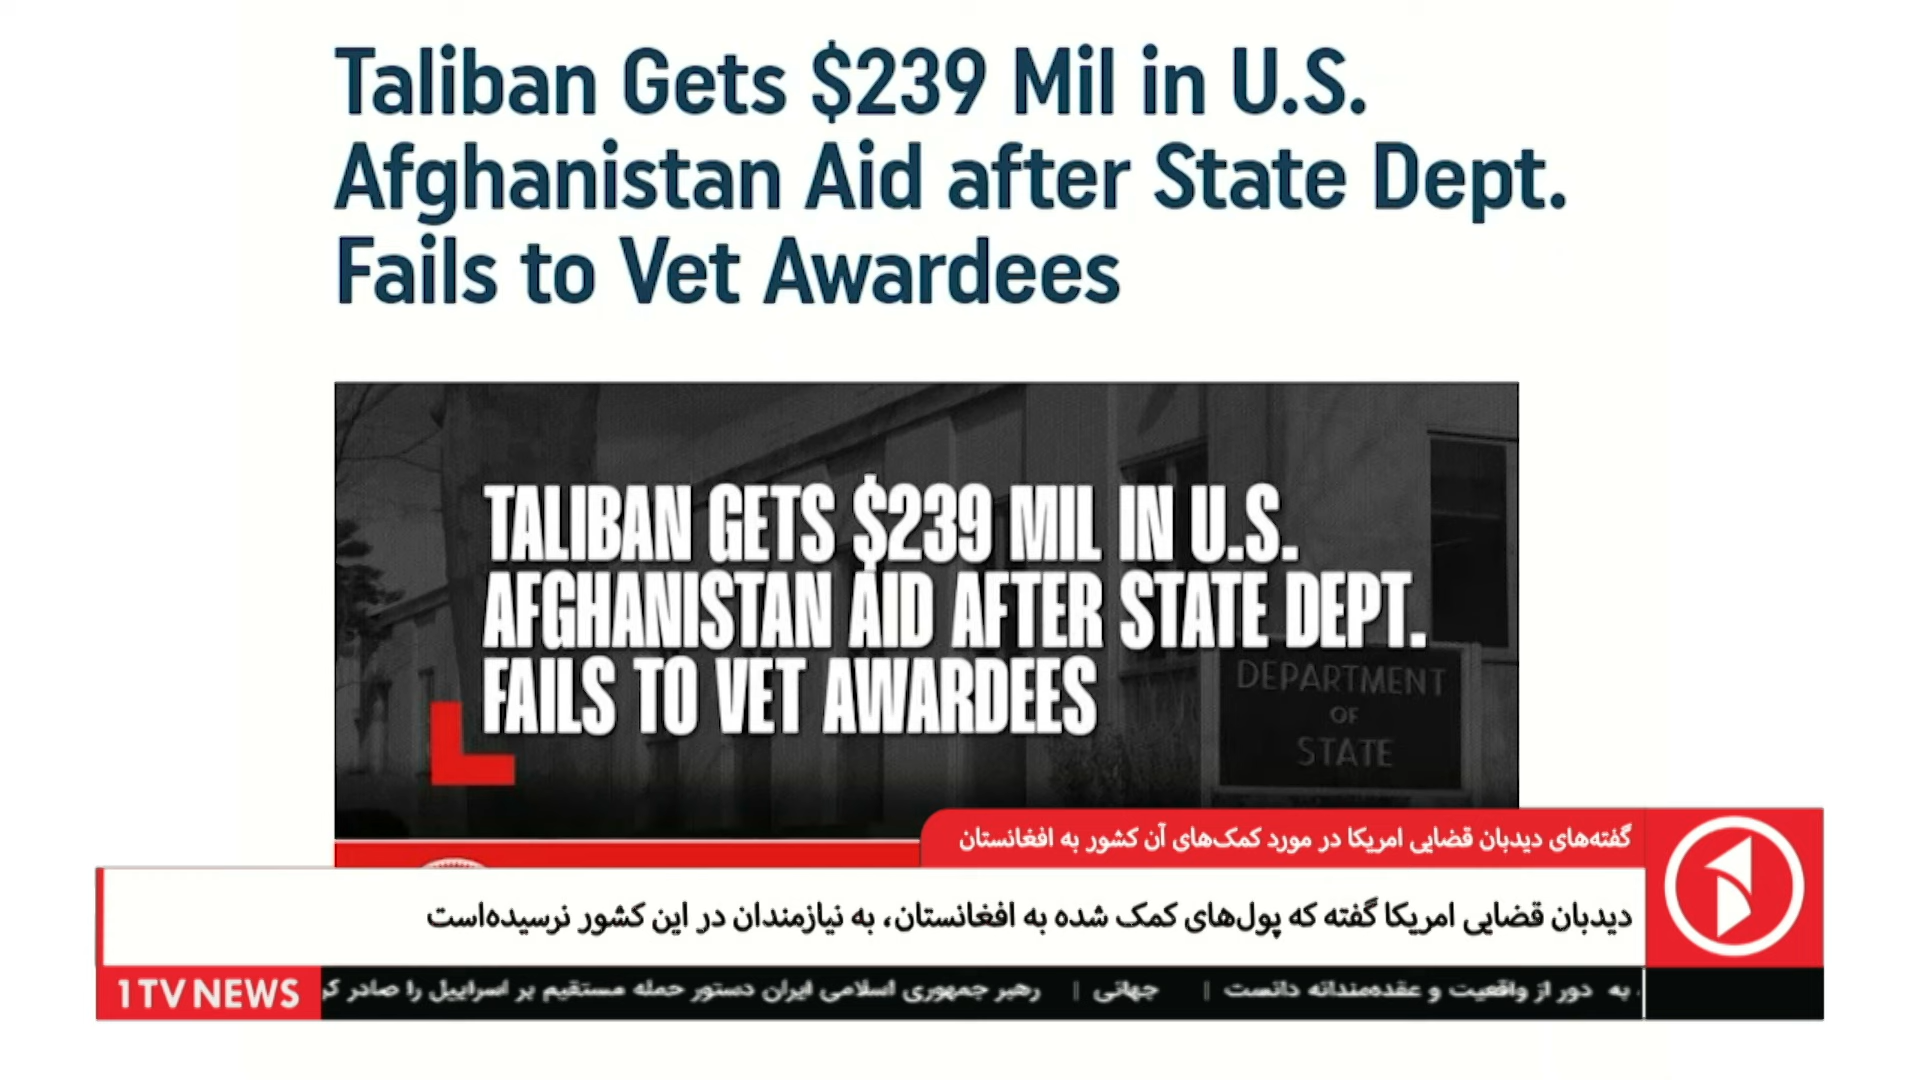 Taliban Gets $239 Mil in U.S.
Afghanistan Aid after State Dept.
Fails to Vet Awardees
TALIBAN GETS $239 MIL IN U.S.
AFGHANISTAN AID AFTER STATE DEPT.
FAILS TO VET AWARDEES
DEPARTMENT
OF
STATE
گفته‌های دیدبان قضایی امریکا در مورد کمک‌های آن کشور به افغانستان
دیدبان قضایی امریکا گفته که پول‌های کمک شده به افغانستان، به نیازمندان در این کشور نرسیده‌است
1TV NEWS
به دور از واقعیت و عقده‌مندانه دانست | جهانی | رهبر جمهوری اسلامی ایران دستور حمله مستقیم بر اسراییل را صادر کر